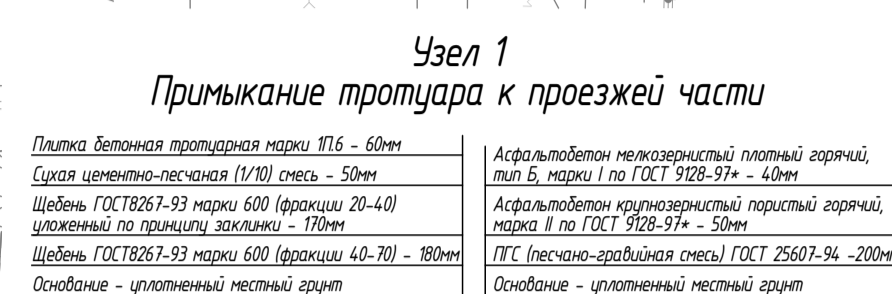 Узел 1
Примыкание тротуара к проезжей части
Плитка бетонная тротуарная марки 1П.6 - 60мм
Сухая цементно-песчаная (1/10) смесь - 50мм
Щебень ГОСТ8267-93 марки 600 (фракции 20-40)
уложенный по принципу заклинки - 170мм
Щебень ГОСТ8267-93 марки 600 (фракции 40-70) - 180мм
Основание - уплотненный местный грунт
Асфальтобетон мелкозернистый плотный горячий,
тип Б, марки I по ГОСТ 9128-97* - 40мм
Асфальтобетон крупнозернистый пористый горячий,
марка II по ГОСТ 9128-97* - 50мм
ПГС (песчано-гравийная смесь) ГОСТ 25607-94 -200мм
Основание - уплотненный местный грунт